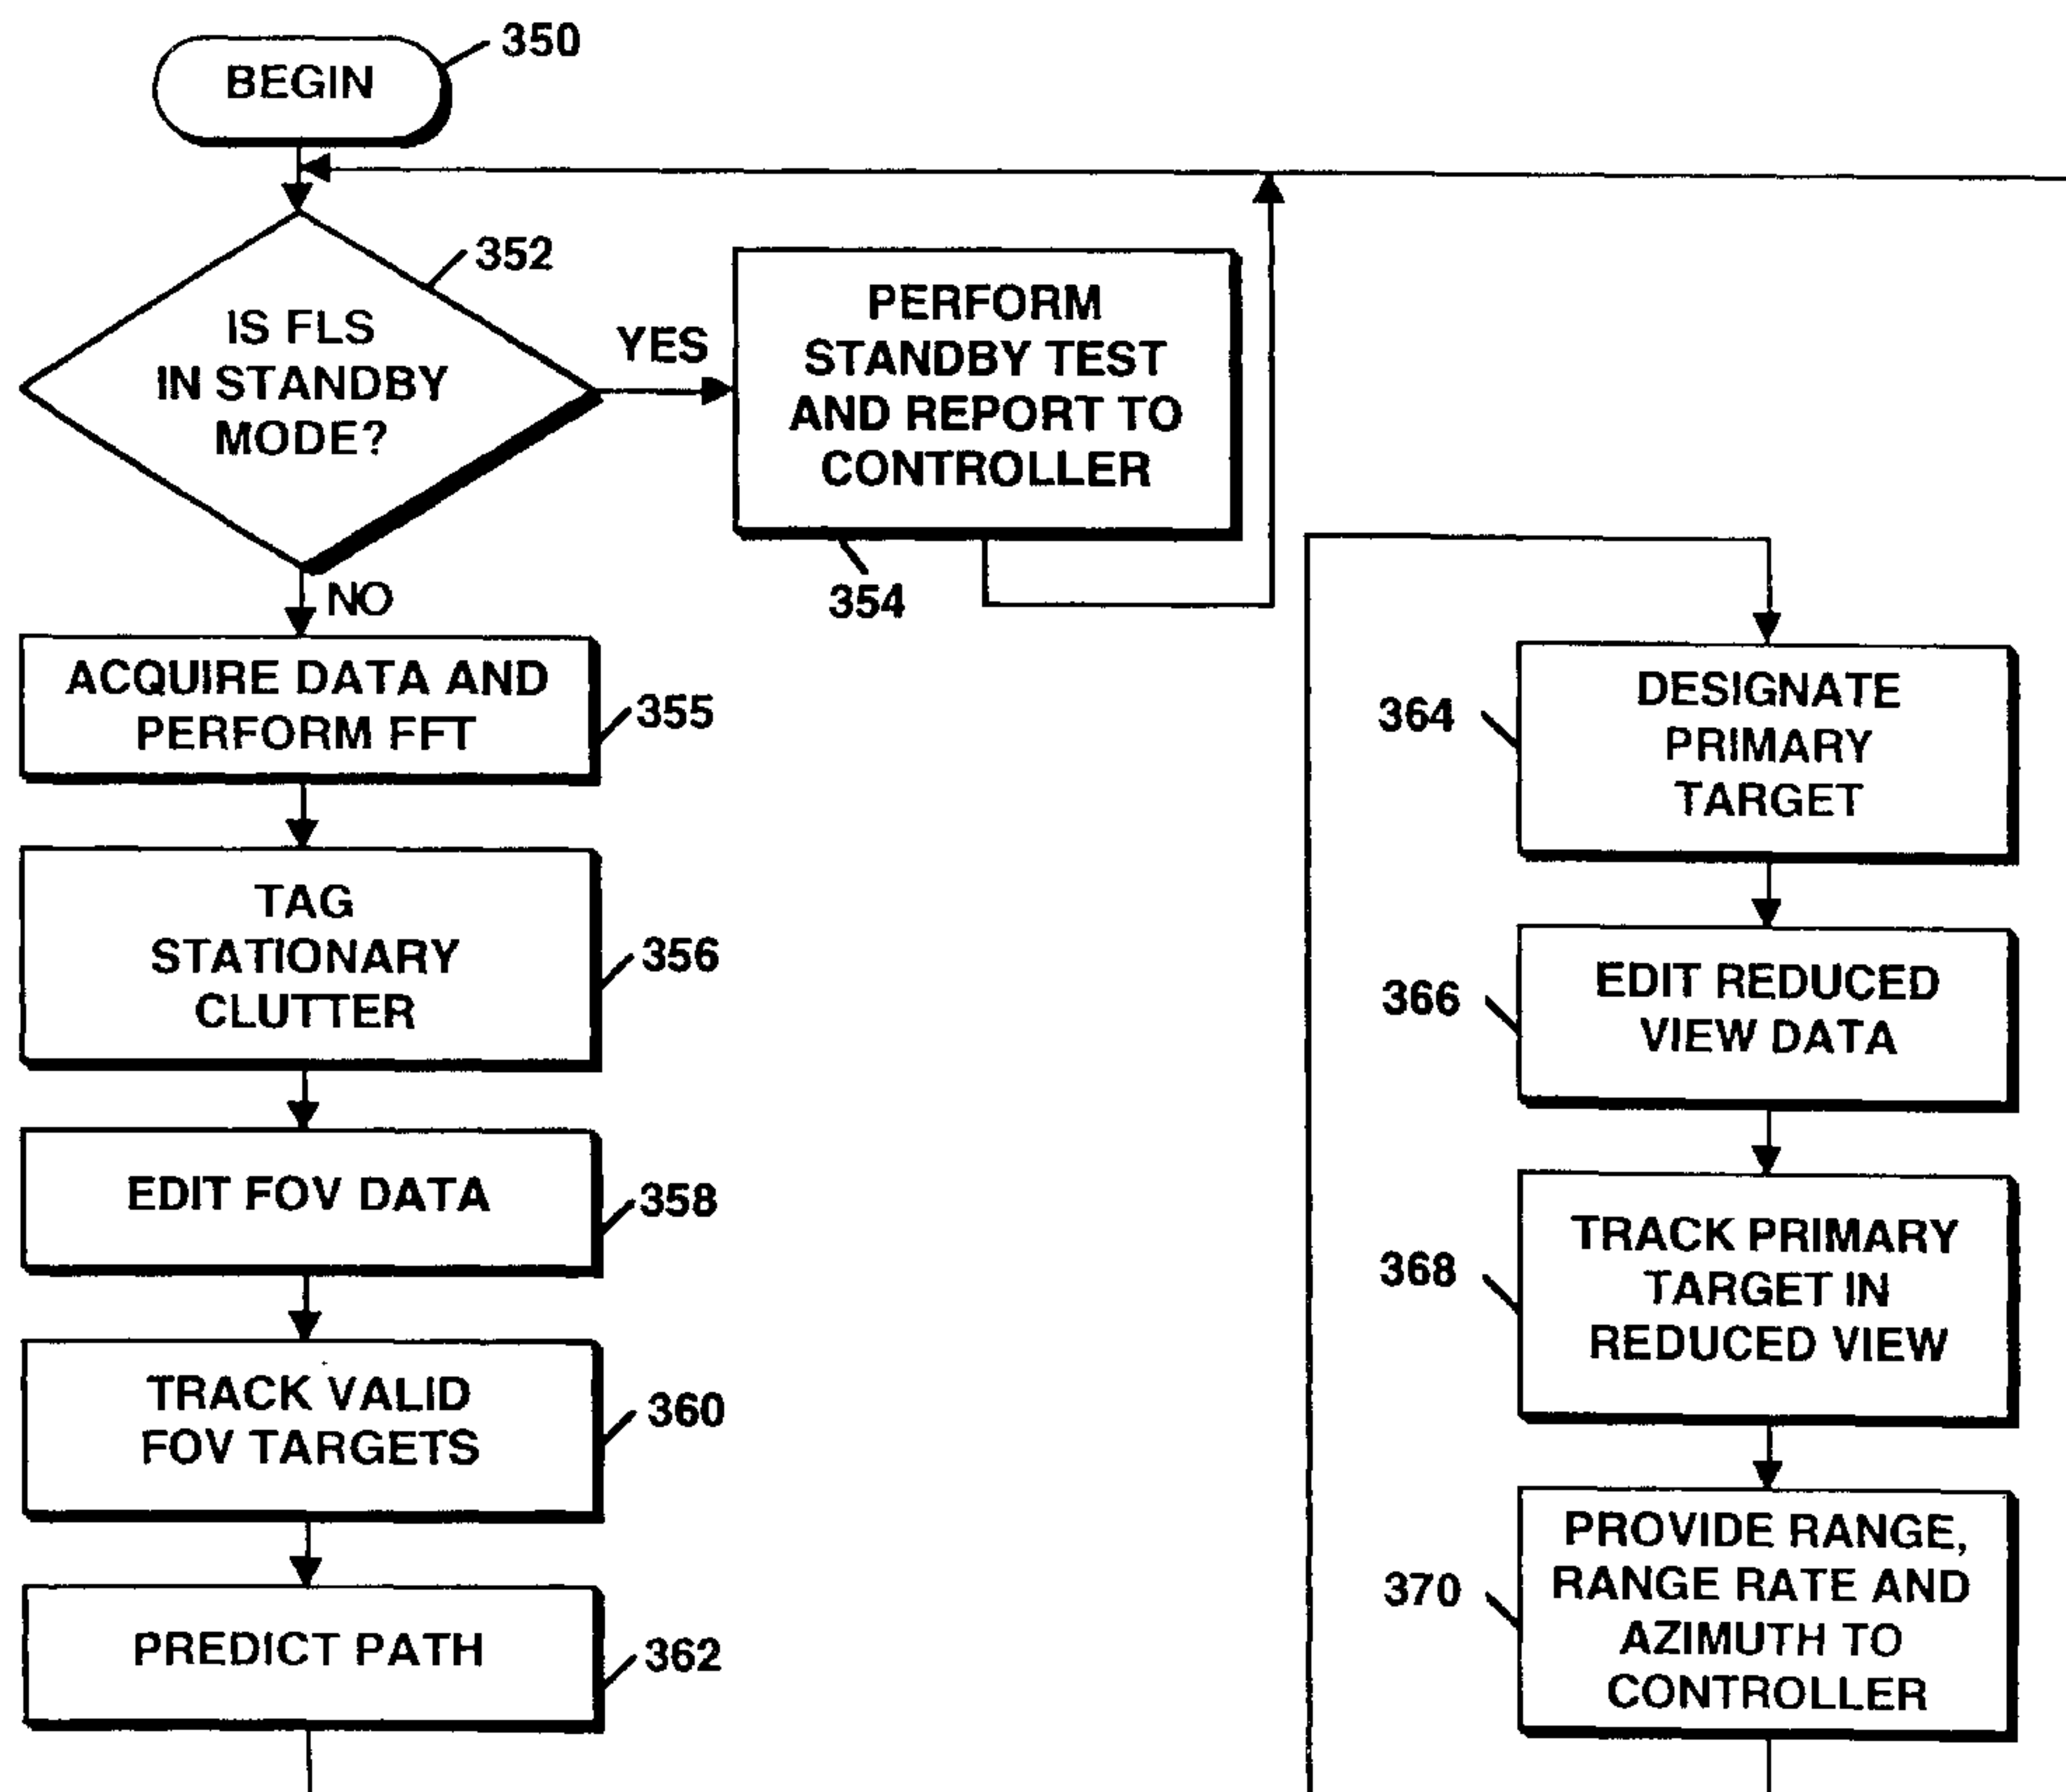 BEGIN
350
IS FLS
IN STANDBY
MODE?
352
YES
NO
PERFORM
STANDBY TEST
AND REPORT TO
CONTROLLER
354
ACQUIRE DATA AND
PERFORM FFT
355
TAG
STATIONARY
CLUTTER
356
EDIT FOV DATA
358
TRACK VALID
FOV TARGETS
360
PREDICT PATH
362
DESIGNATE
PRIMARY
TARGET
364
EDIT REDUCED
VIEW DATA
366
TRACK PRIMARY
TARGET IN
REDUCED VIEW
368
PROVIDE RANGE,
RANGE RATE AND
AZIMUTH TO
CONTROLLER
370